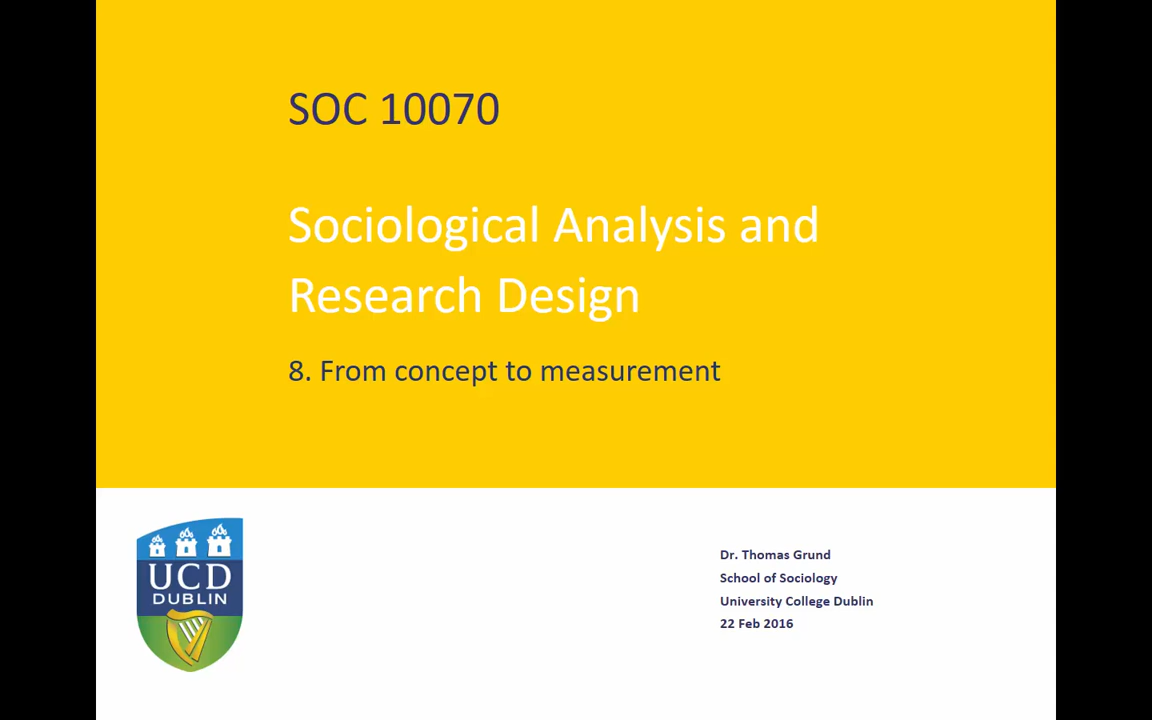 SOC 10070
Sociological Analysis and
Research Design
8. From concept to measurement
UCD
DUBLIN
Dr. Thomas Grund
School of Sociology
University College Dublin
22 Feb 2016